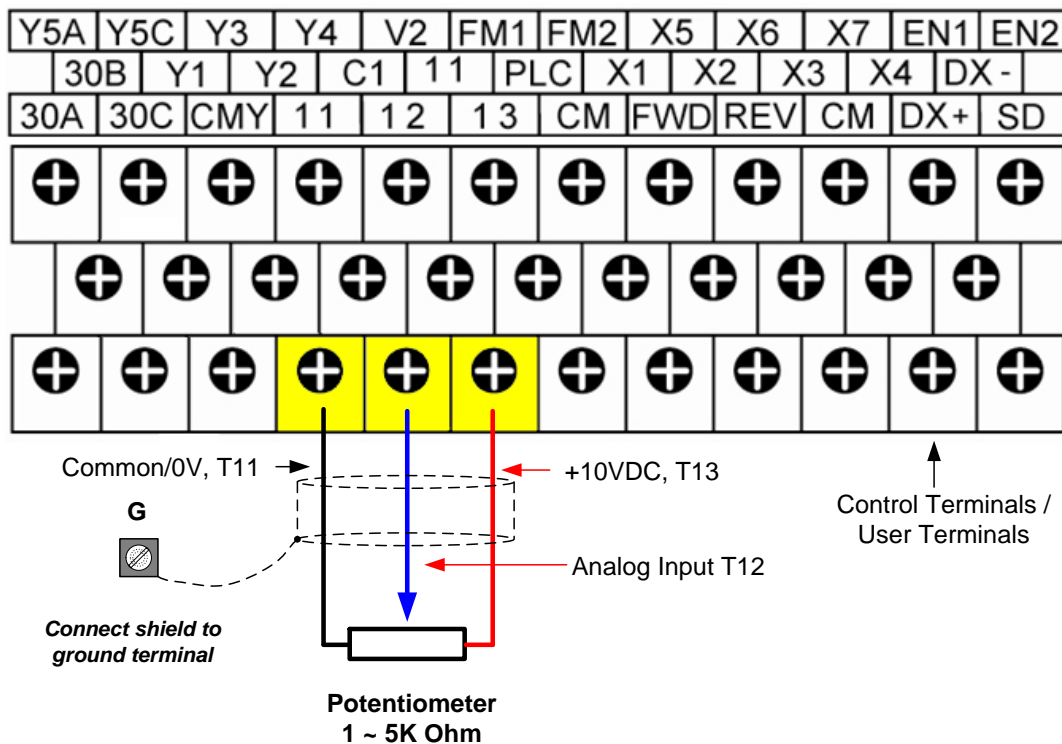 Y5A Y5C Y3 Y4 V2 FM1 FM2 X5 X6 X7 EN1 EN2
30B Y1 Y2 C1 11 PLC X1 X2 X3 X4 DX-
30A 30C CMY 11 12 13 CM FWD REV CM DX+ SD
Common/0V, T11
+10VDC, T13
Control Terminals /
User Terminals
G
Analog Input T12
Connect shield to
ground terminal
Potentiometer
1 ~ 5K Ohm